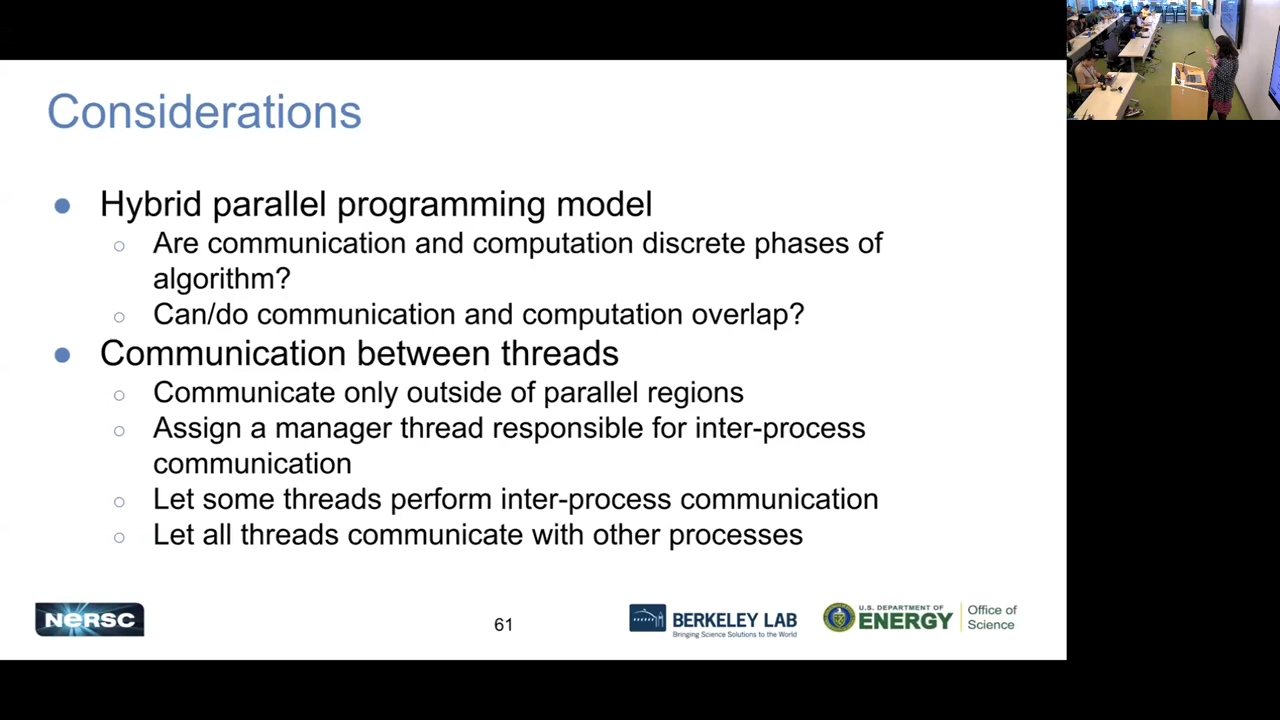 Considerations
● Hybrid parallel programming model
○ Are communication and computation discrete phases of
algorithm?
○ Can/do communication and computation overlap?
● Communication between threads
○ Communicate only outside of parallel regions
○ Assign a manager thread responsible for inter-process
communication
○ Let some threads perform inter-process communication
○ Let all threads communicate with other processes
NERSC
61
BERKELEY LAB
Bringing Science Solutions to the World
U.S. DEPARTMENT OF
ENERGY
Office of
Science